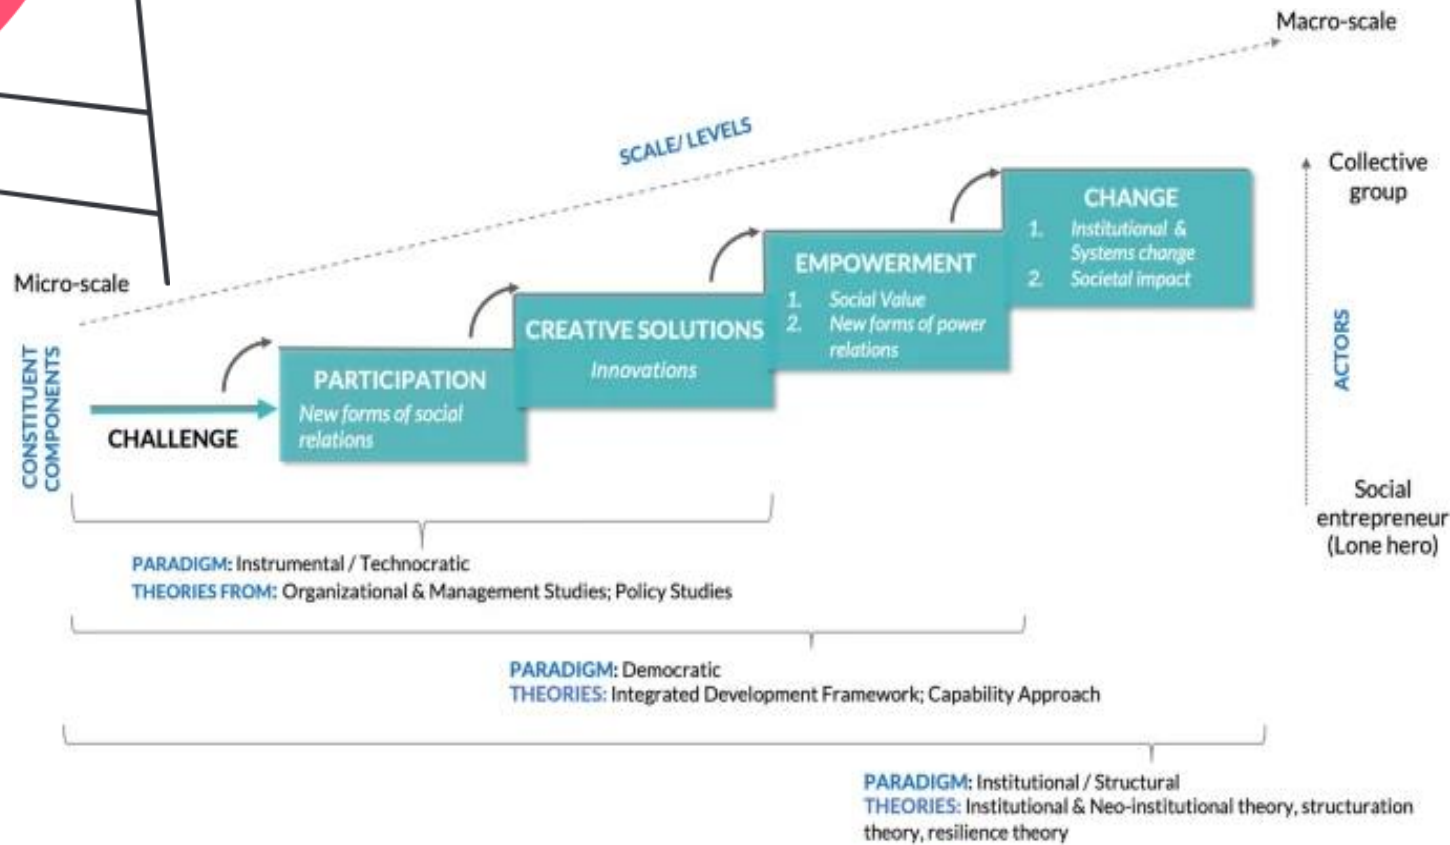 Macro-scale
SCALE/ LEVELS
Collective
group
CHANGE
1. Institutional &
Systems change
2. Societal impact
EMPOWERMENT
1. Social Value
2. New forms of power
relations
Micro-scale
CREATIVE SOLUTIONS
Innovations
ACTORS
CONSTITUENT
COMPONENTS
PARTICIPATION
New forms of social
relations
CHALLENGE
Social
entrepreneur
(Lone hero)
PARADIGM: Instrumental / Technocratic
THEORIES FROM: Organizational & Management Studies; Policy Studies
PARADIGM: Democratic
THEORIES: Integrated Development Framework; Capability Approach
PARADIGM: Institutional / Structural
THEORIES: Institutional & Neo-institutional theory, structuration
theory, resilience theory